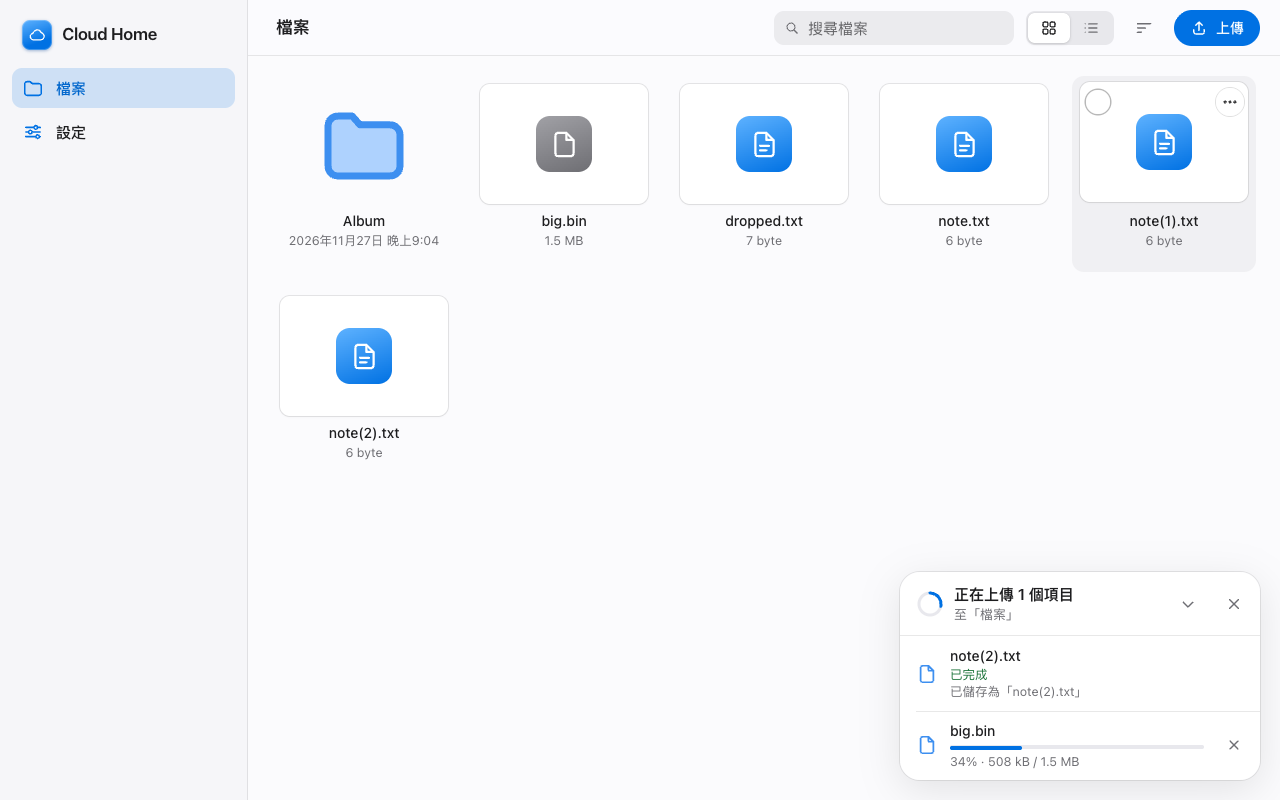 Cloud Home
檔案
設定
檔案
搜尋檔案
上傳
Album
2026年11月27日 晚上9:04
big.bin
1.5 MB
dropped.txt
7 byte
note.txt
6 byte
note(1).txt
6 byte
note(2).txt
6 byte
正在上傳 1 個項目
至「檔案」
note(2).txt
已完成
已儲存為「note(2).txt」
big.bin
34% · 508 kB / 1.5 MB